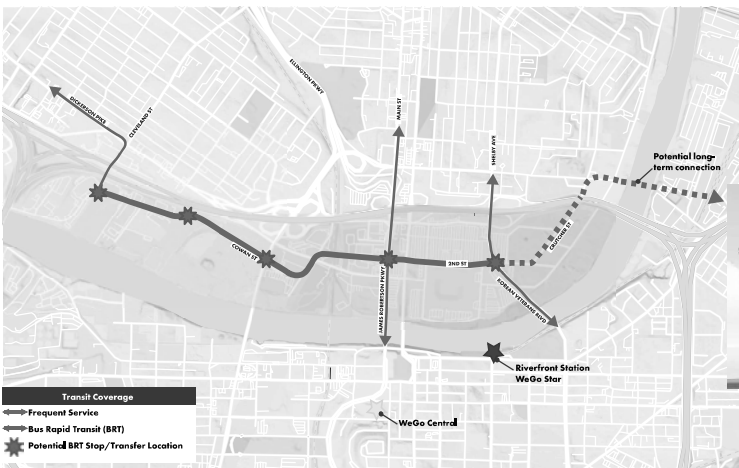 ELLINGTON PKWY
DICKERSON PIKE
CLEVELAND ST
MAIN ST
SHELBY AVE
Potential long-
term connection
COWAN ST
2ND ST
CRUTCHER ST
JAMES ROBERTSON PKWY
KOREAN VETERANS BLVD
Riverfront Station
WeGo Star
WeGo Central
Transit Coverage
Frequent Service
Bus Rapid Transit (BRT)
Potential BRT Stop/Transfer Location